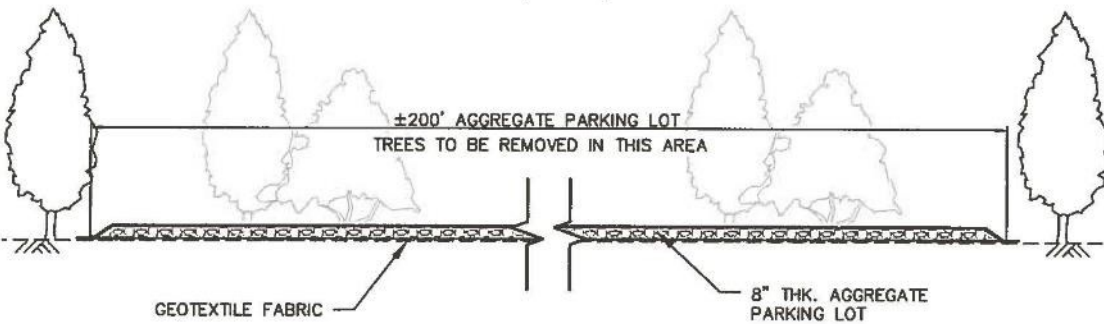 ±200' AGGREGATE PARKING LOT
TREES TO BE REMOVED IN THIS AREA
GEOTEXTILE FABRIC
8" THK. AGGREGATE
PARKING LOT